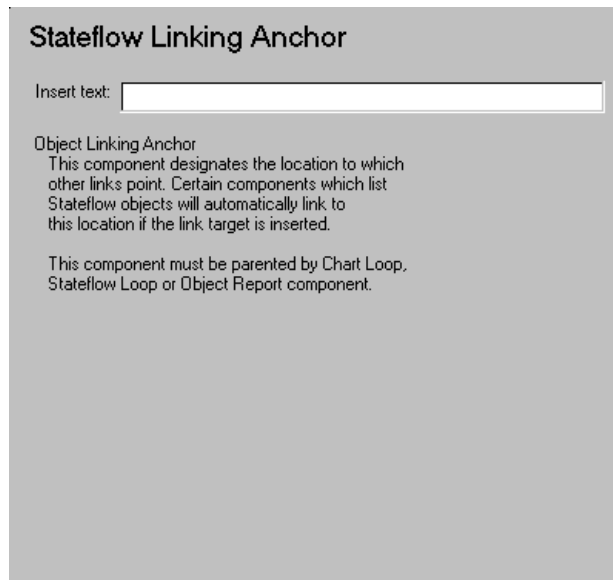 Stateflow Linking Anchor
Insert text:
Object Linking Anchor
This component designates the location to which
other links point. Certain components which list
Stateflow objects will automatically link to
this location if the link target is inserted.
This component must be parented by Chart Loop,
Stateflow Loop or Object Report component.